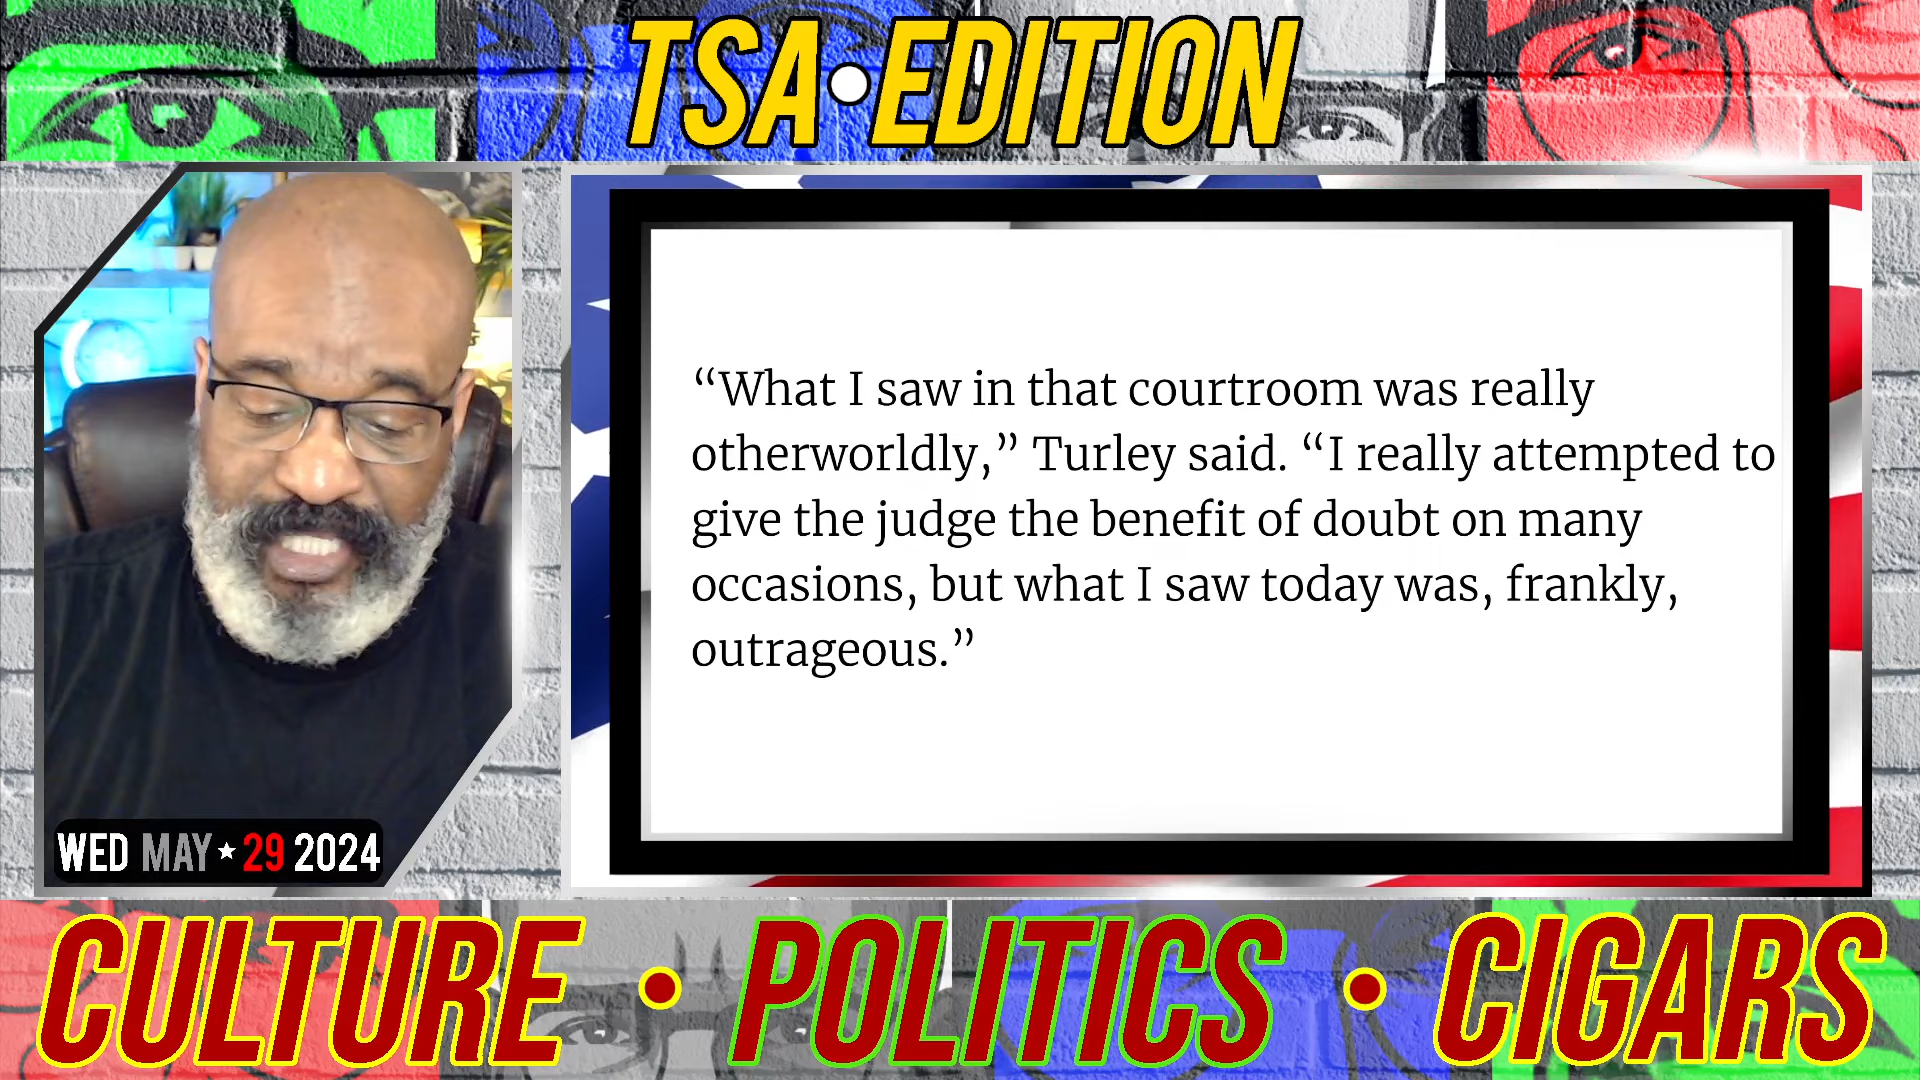 TSA•EDITION
“What I saw in that courtroom was really
otherworldly,” Turley said. “I really attempted to
give the judge the benefit of doubt on many
occasions, but what I saw today was, frankly,
outrageous.”
WED MAY★29 2024
CULTURE • POLITICS • CIGARS